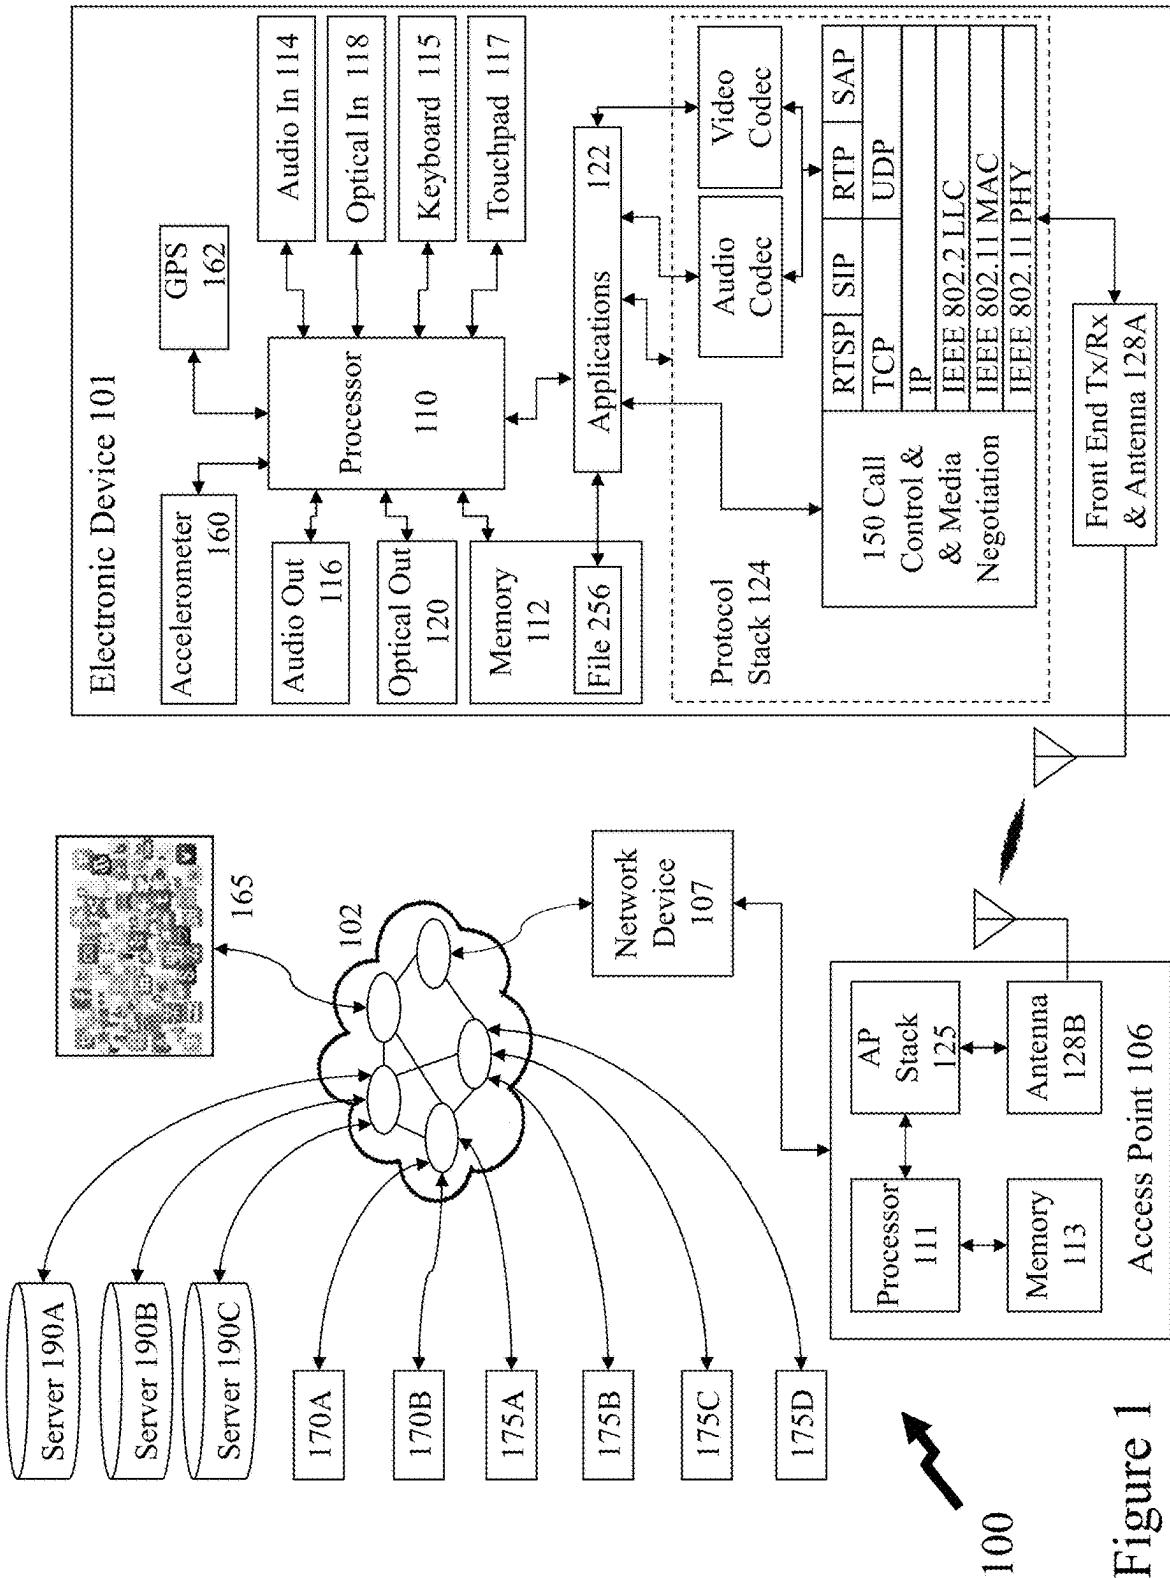 Electronic Device 101
Accelerometer
160
GPS
162
Audio Out
116
Optical Out
120
Memory
112
File 256
Processor
110
Audio In 114
Optical In 118
Keyboard 115
Touchpad 117
Applications 122
Protocol
Stack 124
Audio
Codec
Video
Codec
150 Call
Control &
& Media
Negotiation
RTSP SIP RTP SAP
TCP UDP
IP
IEEE 802.2 LLC
IEEE 802.11 MAC
IEEE 802.11 PHY
Front End Tx/Rx
& Antenna 128A
165
102
Network
Device
107
Server 190A
Server 190B
Server 190C
170A
170B
175A
175B
175C
175D
Processor
111
AP
Stack
125
Memory
113
Antenna
128B
Access Point 106
100
Figure 1